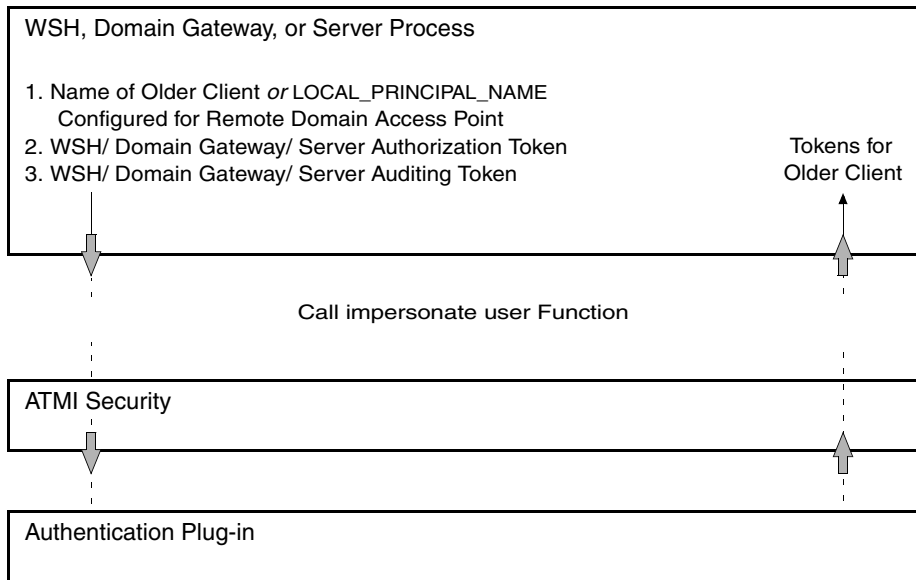 WSH, Domain Gateway, or Server Process
1. Name of Older Client or LOCAL_PRINCIPAL_NAME
Configured for Remote Domain Access Point
2. WSH/ Domain Gateway/ Server Authorization Token
3. WSH/ Domain Gateway/ Server Auditing Token
Tokens for
Older Client
Call impersonate user Function
ATMI Security
Authentication Plug-in